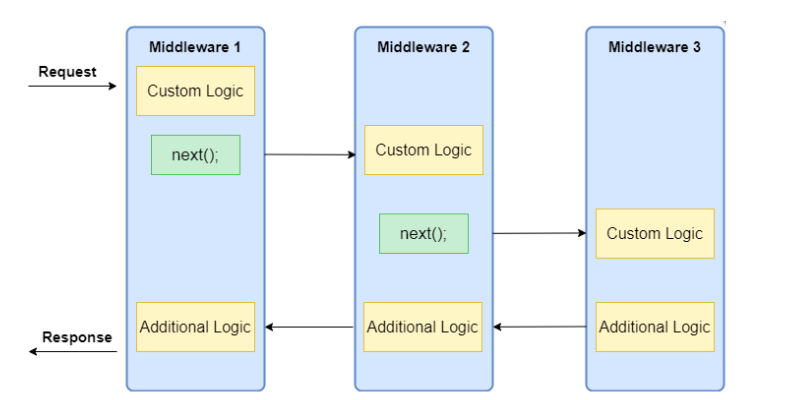 Middleware 1
Middleware 2
Middleware 3
Request
Custom Logic
next();
Custom Logic
next();
Custom Logic
Additional Logic
Additional Logic
Additional Logic
Response